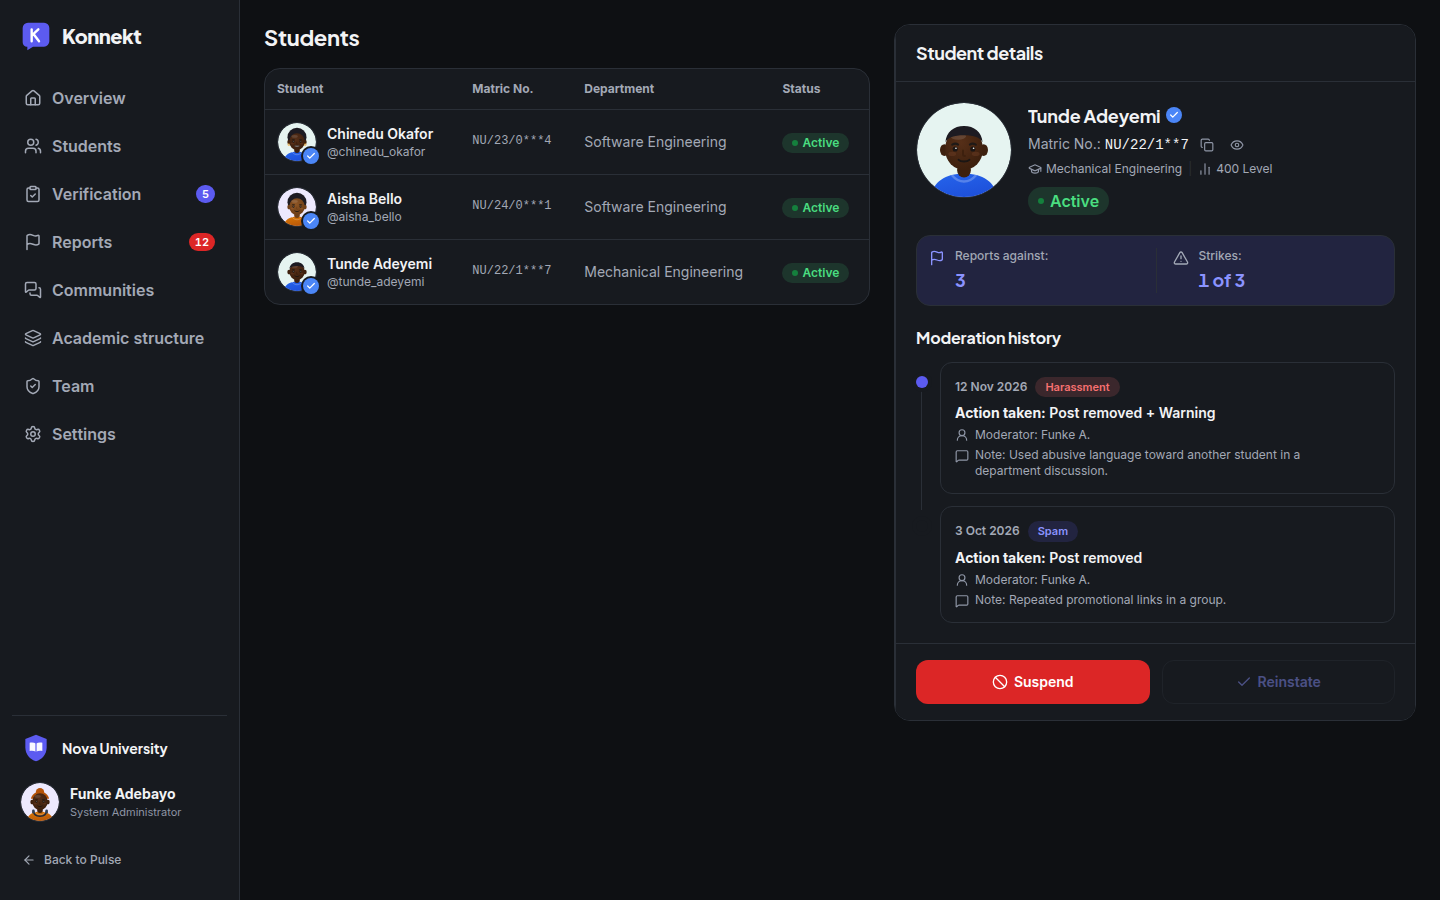 Konnekt
Overview
Students
Verification 5
Reports 12
Communities
Academic structure
Team
Settings
Nova University
Funke Adebayo
System Administrator
Back to Pulse
Students
Student Matric No. Department Status
Chinedu Okafor
@chinedu_okafor
NU/23/0***4 Software Engineering Active
Aisha Bello
@aisha_bello
NU/24/0***1 Software Engineering Active
Tunde Adeyemi
@tunde_adeyemi
NU/22/1***7 Mechanical Engineering Active
Student details
Tunde Adeyemi
Matric No.: NU/22/1**7
Mechanical Engineering 400 Level
Active
Reports against:
3
Strikes:
1 of 3
Moderation history
12 Nov 2026 Harassment
Action taken: Post removed + Warning
Moderator: Funke A.
Note: Used abusive language toward another student in a
department discussion.
3 Oct 2026 Spam
Action taken: Post removed
Moderator: Funke A.
Note: Repeated promotional links in a group.
Suspend Reinstate